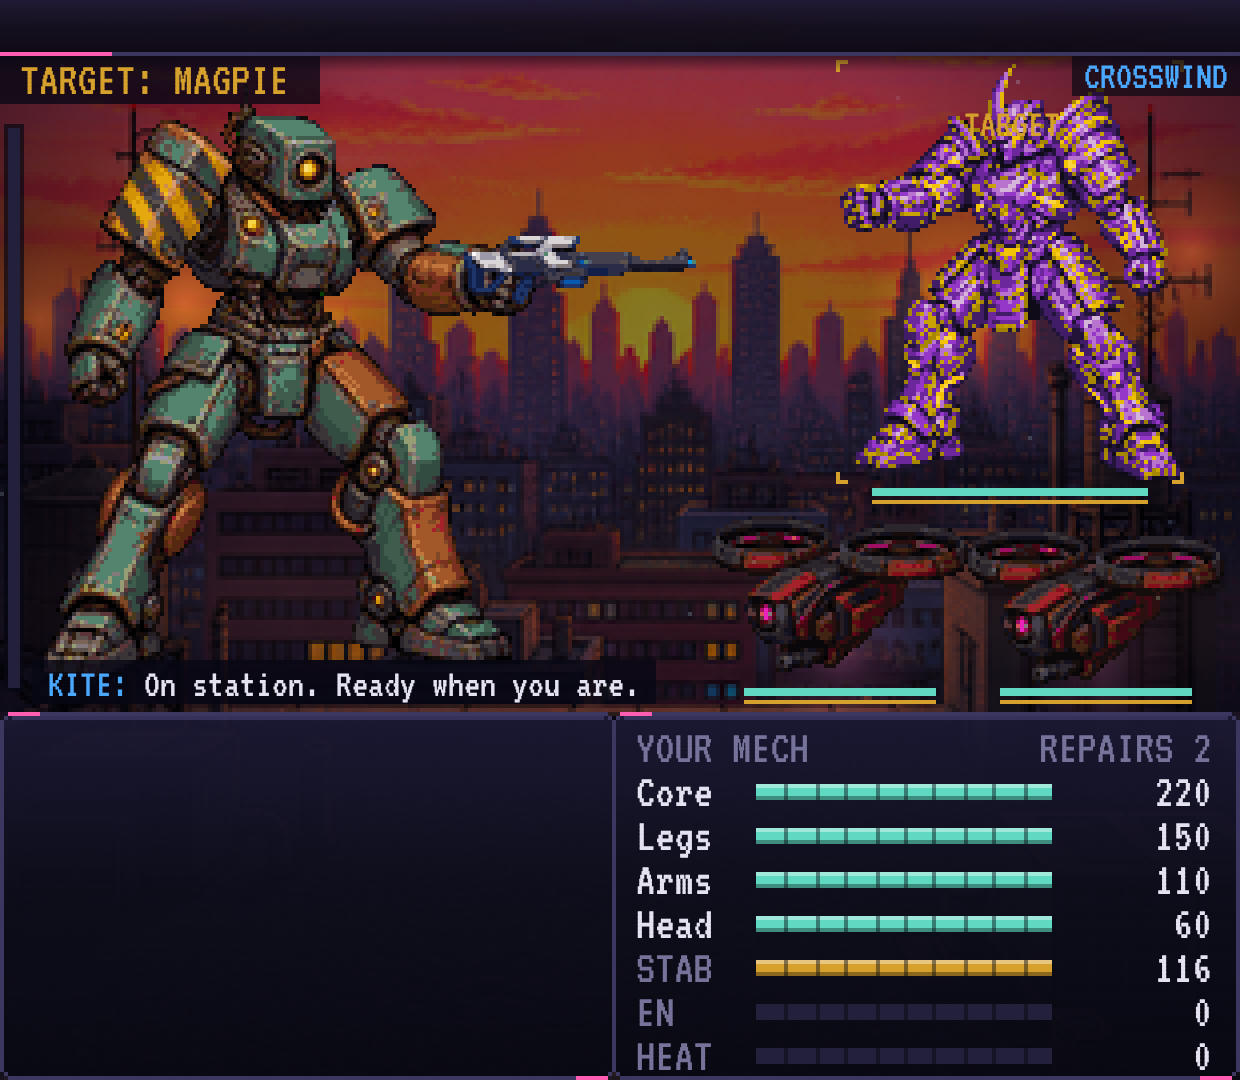 TARGET: MAGPIE
CROSSWIND
TARGET
KITE: On station. Ready when you are.
YOUR MECH REPAIRS 2
Core 220
Legs 150
Arms 110
Head 60
STAB 116
EN 0
HEAT 0